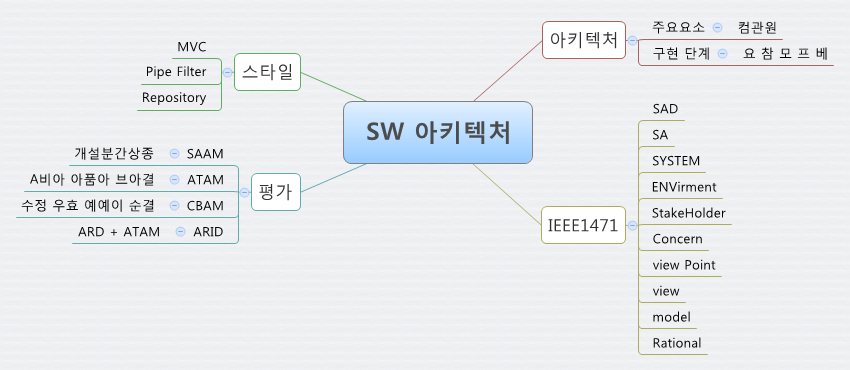 SW 아키텍처
아키텍처
주요요소
컴관원
구현 단계
요 참 모 프 베
IEEE1471
SAD
SA
SYSTEM
ENVirment
StakeHolder
Concern
view Point
view
model
Rational
스타일
MVC
Pipe Filter
Repository
평가
개설분간상종
SAAM
A비아 아품아 브아결
ATAM
수정 우효 예예이 순결
CBAM
ARD + ATAM
ARID